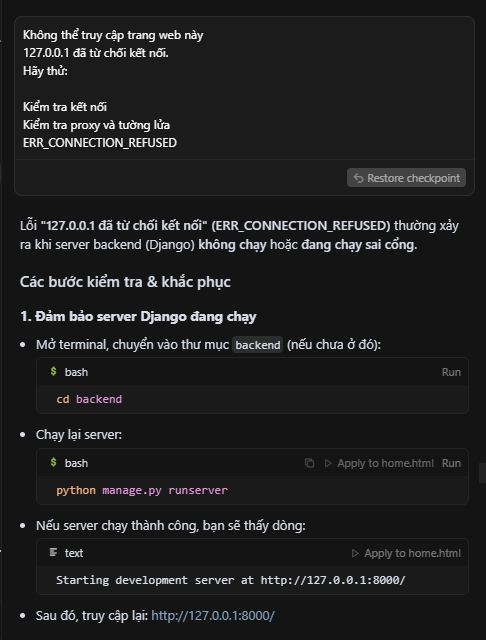 Không thể truy cập trang web này
127.0.0.1 đã từ chối kết nối.
Hãy thử:
Kiểm tra kết nối
Kiểm tra proxy và tường lửa
ERR_CONNECTION_REFUSED
Restore checkpoint
Lỗi "127.0.0.1 đã từ chối kết nối" (ERR_CONNECTION_REFUSED) thường xảy
ra khi server backend (Django) không chạy hoặc đang chạy sai cổng.
Các bước kiểm tra & khắc phục
1. Đảm bảo server Django đang chạy
• Mở terminal, chuyển vào thư mục backend (nếu chưa ở đó):
$ bash Run
cd backend
• Chạy lại server:
$ bash Apply to home.html Run
python manage.py runserver
• Nếu server chạy thành công, bạn sẽ thấy dòng:
text Apply to home.html
Starting development server at http://127.0.0.1:8000/
• Sau đó, truy cập lại: http://127.0.0.1:8000/